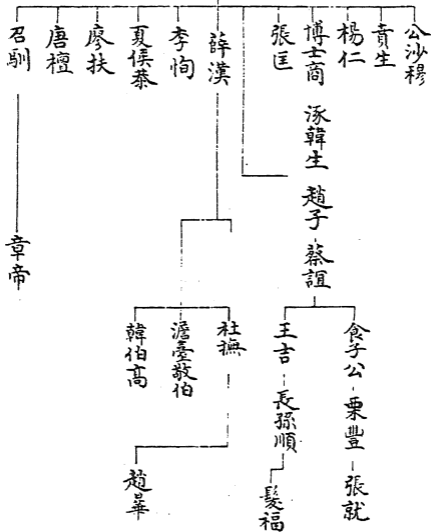 公沙穆
賁生
楊仁
博士商
張匡
薛漢
李恂
夏侯恭
廖扶
唐檀
召馴
涿韓生
趙子
蔡誼
食子公
栗豐
張就
王吉
長孫順
髮福
杜撫
澹臺敬伯
韓伯高
趙曅
章帝